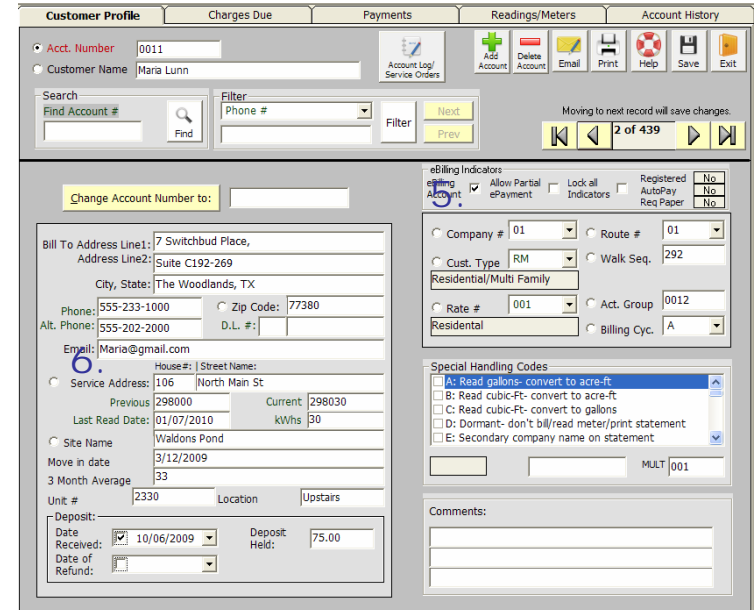 Customer Profile Charges Due Payments Readings/Meters Account History
Acct. Number 0011
Customer Name Maria Lunn
Account Log/
Service Orders
Add
Account
Delete
Account
Email
Print
Help
Save
Exit
Search
Find Account #
Find
Filter
Phone #
Filter
Next
Prev
Moving to next record will save changes.
2 of 439
Change Account Number to:
eBilling Indicators
eBilling
Account
Allow Partial
ePayment
Lock all
Indicators
Registered No
AutoPay No
Req Paper No
5.
Bill To Address Line1: 7 Switchbud Place,
Address Line2: Suite C192-269
City, State: The Woodlands, TX
Phone: 555-233-1000 Zip Code: 77380
Alt. Phone: 555-202-2000 D.L. #:
Email: Maria@gmail.com
6.
House#: | Street Name:
Service Address: 106 North Main St
Previous 298000 Current 298030
Last Read Date: 01/07/2010 kWhs 30
Site Name Waldons Pond
Move in date 3/12/2009
3 Month Average 33
Unit # 2330 Location Upstairs
Deposit:
Date
Received: 10/06/2009 Deposit
Held: 75.00
Date of
Refund:
Company # 01 Route # 01
Cust. Type RM Walk Seq. 292
Residential/Multi Family
Rate # 001 Act. Group 0012
Residental Billing Cyc. A
Special Handling Codes
A: Read gallons- convert to acre-ft
B: Read cubic-Ft- convert to acre-ft
C: Read cubic-Ft- convert to gallons
D: Dormant- don't bill/read meter/print statement
E: Secondary company name on statement
MULT 001
Comments: